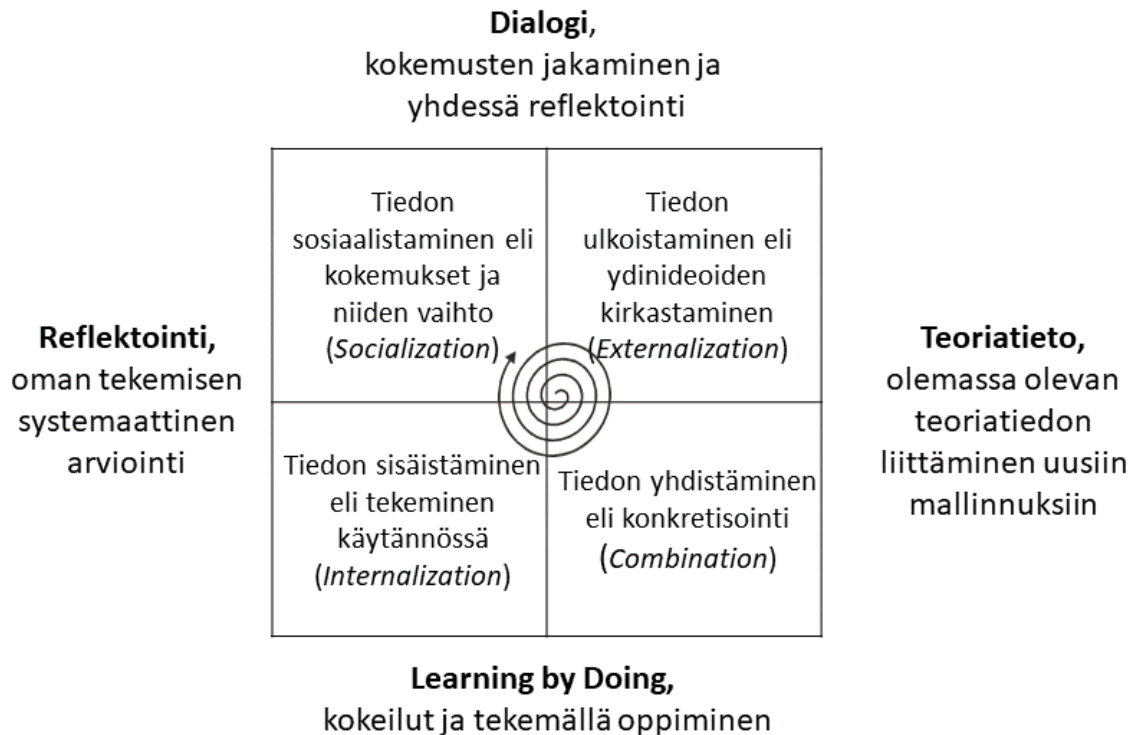 Dialogi,
kokemusten jakaminen ja
yhdessä reflektointi
Tiedon
sosiaalistaminen eli
kokemukset ja
niiden vaihto
(Socialization)
Tiedon
ulkoistaminen eli
ydinideoiden
kirkastaminen
(Externalization)
Reflektointi,
oman tekemisen
systemaattinen
arviointi
Teoriatieto,
olemassa olevan
teoriatiedon
liittäminen uusiin
mallinnuksiin
Tiedon sisäistäminen
eli tekeminen
käytännössä
(Internalization)
Tiedon yhdistäminen
eli konkretisointi
(Combination)
Learning by Doing,
kokeilut ja tekemällä oppiminen